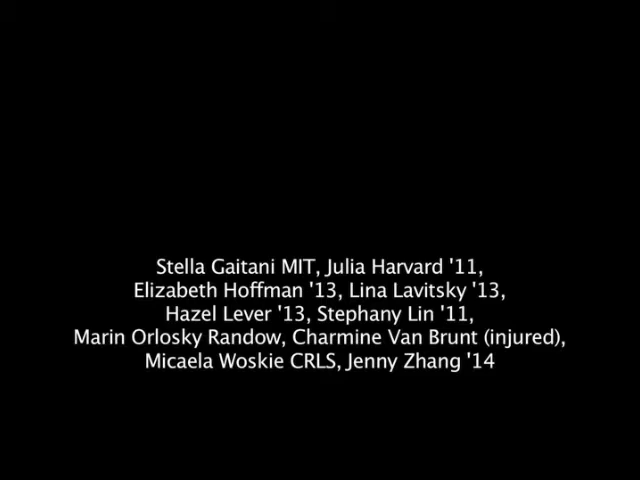 Stella Gaitani MIT, Julia Harvard '11,
Elizabeth Hoffman '13, Lina Lavitsky '13,
Hazel Lever '13, Stephany Lin '11,
Marin Orlosky Randow, Charmine Van Brunt (injured),
Micaela Woskie CRLS, Jenny Zhang '14